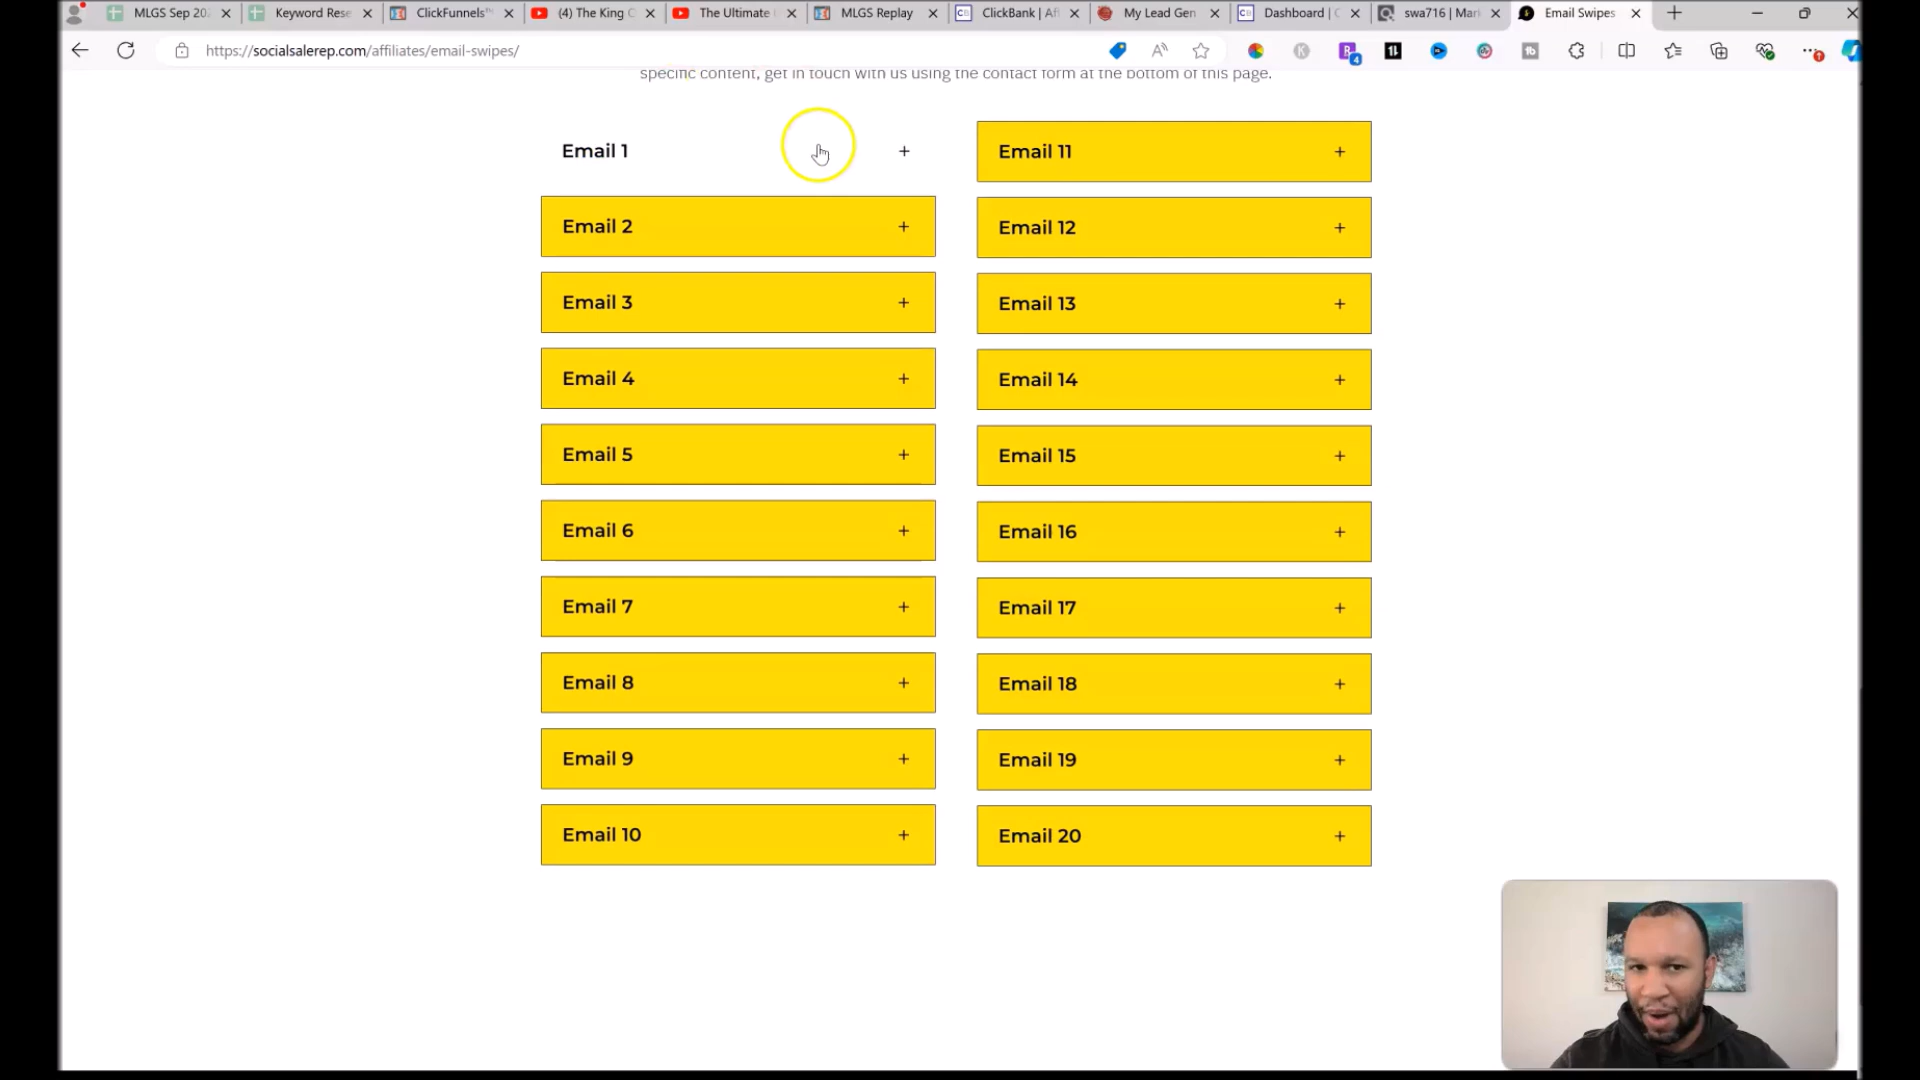 MLGS Sep 20
Keyword Rese
ClickFunnels™
(4) The King C
The Ultimate
MLGS Replay
ClickBank | Aff
My Lead Gen
Dashboard | C
swa716 | Mark
Email Swipes
https://socialsalerep.com/affiliates/email-swipes/
specific content, get in touch with us using the contact form at the bottom of this page.
Email 1 +
Email 2 +
Email 3 +
Email 4 +
Email 5 +
Email 6 +
Email 7 +
Email 8 +
Email 9 +
Email 10 +
Email 11 +
Email 12 +
Email 13 +
Email 14 +
Email 15 +
Email 16 +
Email 17 +
Email 18 +
Email 19 +
Email 20 +